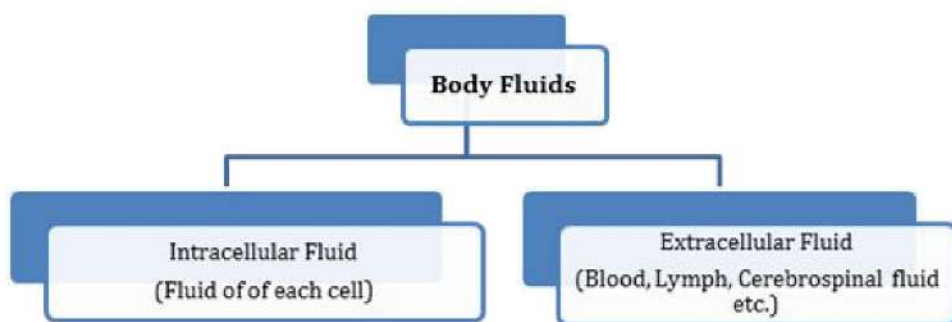 Body Fluids
Intracellular Fluid
(Fluid of of each cell)
Extracellular Fluid
(Blood, Lymph, Cerebrospinal fluid
etc.)